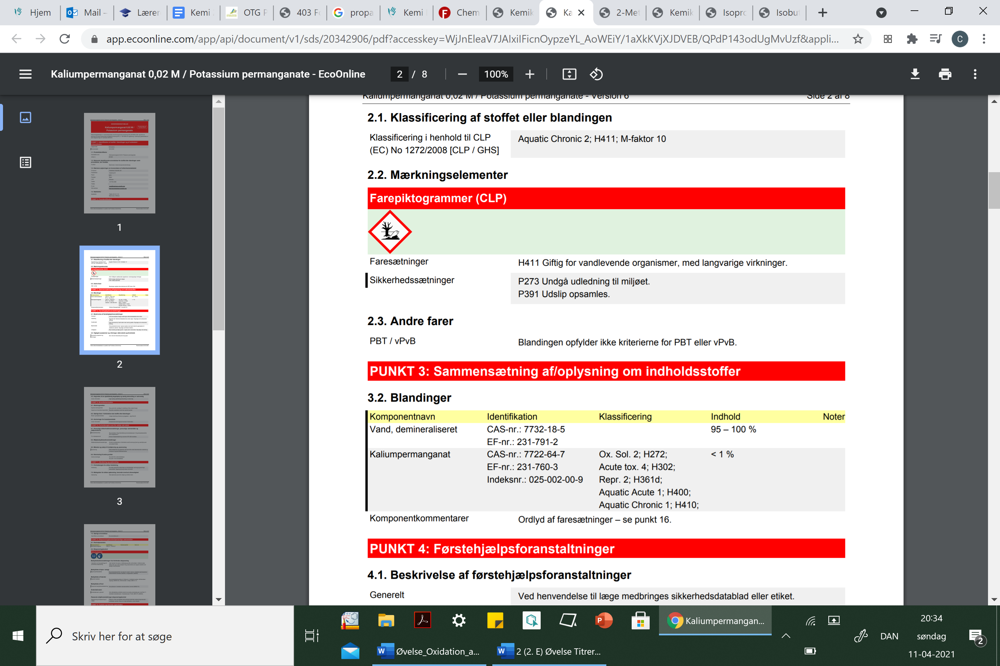 Hjem
Mail -
Lærer
Kemi
OTG P
403 Fo
propa
Kemi
Chem
Kemik
Ka
2-Met
Kemik
Isopro
Isobut
app.ecoonline.com/app/api/document/v1/sds/20342906/pdf?accesskey=WjJnEleaV7JAIxiIFicnOypzeYL_AoWEiY/1aXkKVjXJDVEB/QPdP143odUgMvUzf&appli...
C
Kaliumpermanganat 0,02 M / Potassium permanganate - EcoOnline
2 / 8
100%
Kaliumpermanganat 0,02 M / Potassium permanganate - Version 6
Side 2 af 8
2.1. Klassificering af stoffet eller blandingen
Klassificering i henhold til CLP
(EC) No 1272/2008 [CLP / GHS]
Aquatic Chronic 2; H411; M-faktor 10
2.2. Mærkningselementer
Farepiktogrammer (CLP)
Faresætninger
H411 Giftig for vandlevende organismer, med langvarige virkninger.
Sikkerhedssætninger
P273 Undgå udledning til miljøet.
P391 Udslip opsamles.
2.3. Andre farer
PBT / vPvB
Blandingen opfylder ikke kriterierne for PBT eller vPvB.
PUNKT 3: Sammensætning af/oplysning om indholdsstoffer
3.2. Blandinger
Komponentnavn Identifikation Klassificering Indhold Noter
Vand, demineraliseret CAS-nr.: 7732-18-5 95 – 100 %
EF-nr.: 231-791-2
Kaliumpermanganat CAS-nr.: 7722-64-7 Ox. Sol. 2; H272; < 1 %
EF-nr.: 231-760-3 Acute tox. 4; H302;
Indeksnr.: 025-002-00-9 Repr. 2; H361d;
Aquatic Acute 1; H400;
Aquatic Chronic 1; H410;
Komponentkommentarer
Ordlyd af faresætninger – se punkt 16.
PUNKT 4: Førstehjælpsforanstaltninger
4.1. Beskrivelse af førstehjælpsforanstaltninger
Generelt
Ved henvendelse til læge medbringes sikkerhedsdatablad eller etiket.
1
2
3
Skriv her for at søge
Kaliumpermangan...
Øvelse_Oxidation_a...
2 (2. E) Øvelse Titrer...
DAN
20:34
søndag
11-04-2021
2